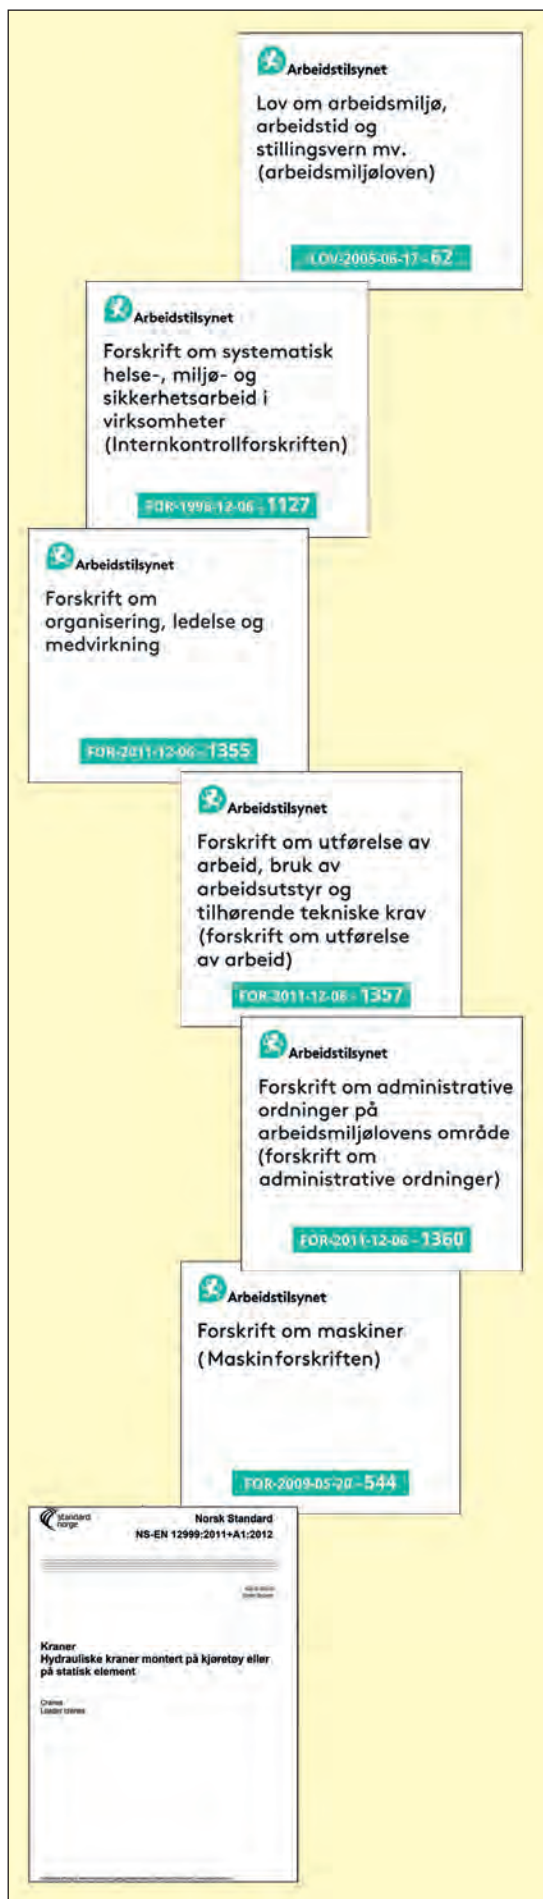 Arbeidstilsynet
Lov om arbeidsmiljø,
arbeidstid og
stillingsvern mv.
(arbeidsmiljøloven)
LOV-2005-06-17 - 62
Arbeidstilsynet
Forskrift om systematisk
helse-, miljø- og
sikkerhetsarbeid i
virksomheter
(Internkontrollforskriften)
FOR-1996-12-06 - 1127
Arbeidstilsynet
Forskrift om
organisering, ledelse og
medvirkning
FOR-2011-12-06 - 1355
Arbeidstilsynet
Forskrift om utførelse av
arbeid, bruk av
arbeidsutstyr og
tilhørende tekniske krav
(forskrift om utførelse
av arbeid)
FOR-2011-12-06 - 1357
Arbeidstilsynet
Forskrift om administrative
ordninger på
arbeidsmiljølovens område
(forskrift om
administrative ordninger)
FOR-2011-12-06 - 1360
Arbeidstilsynet
Forskrift om maskiner
(Maskinforskriften)
FOR-2009-05-20 - 544
standard
norge
Norsk Standard
NS-EN 12999:2011+A1:2012
Kraner
Hydrauliske kraner montert på kjøretøy eller
på statisk element
Cranes
Loader cranes